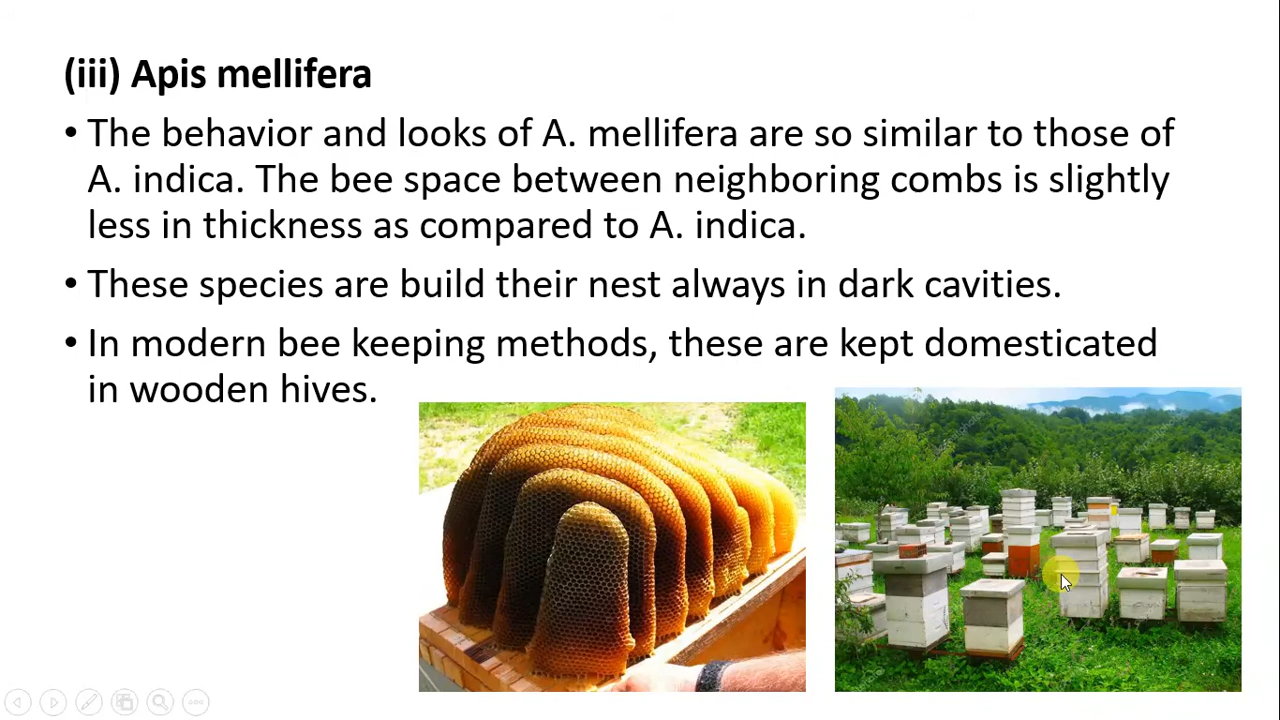 (iii) Apis mellifera
• The behavior and looks of A. mellifera are so similar to those of
A. indica. The bee space between neighboring combs is slightly
less in thickness as compared to A. indica.
• These species are build their nest always in dark cavities.
• In modern bee keeping methods, these are kept domesticated
in wooden hives.